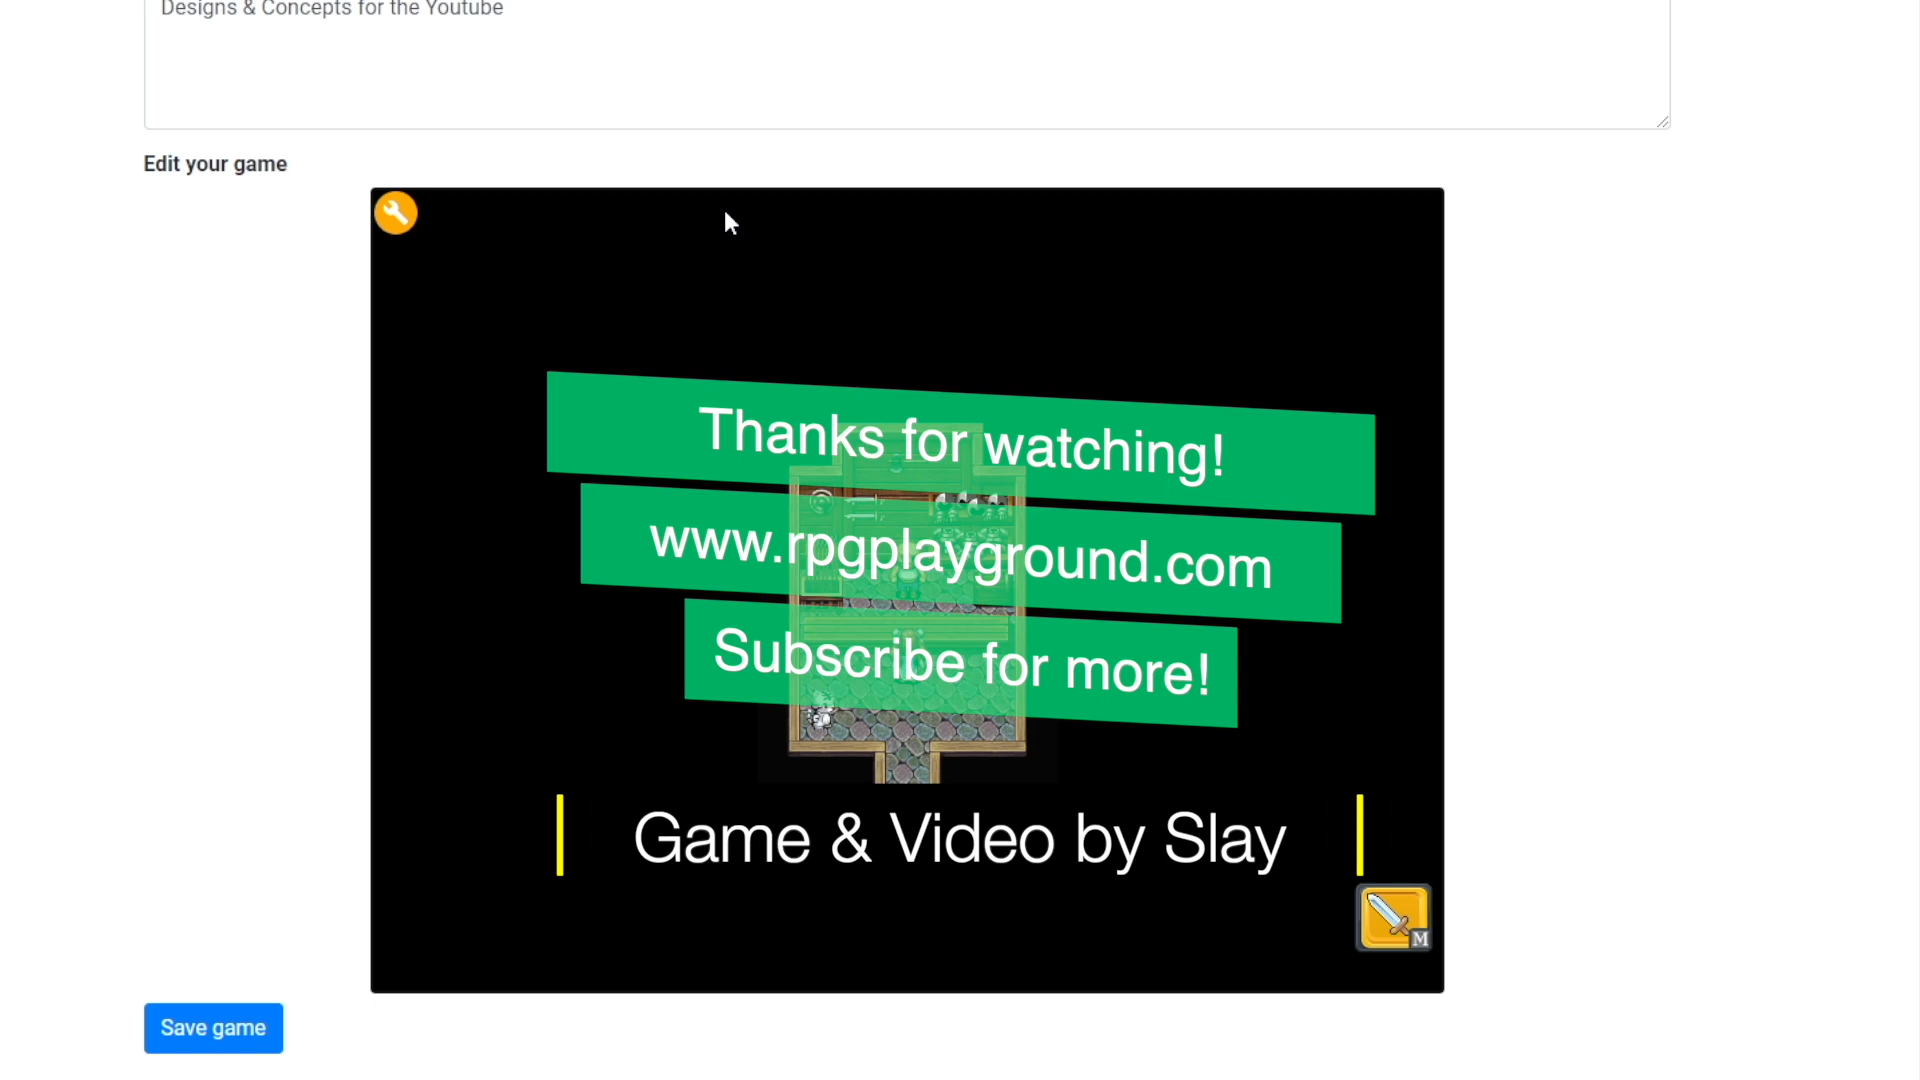 Designs & Concepts for the Youtube
Edit your game
Thanks for watching!
www.rpgplayground.com
Subscribe for more!
Game & Video by Slay
M
Save game